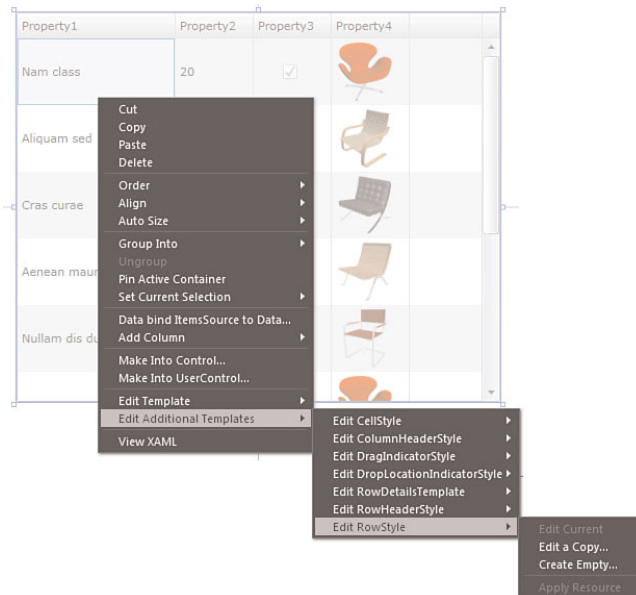 Property1 Property2 Property3 Property4
Nam class 20
Aliquam sed
Cras curae
Aenean maur
Nullam dis du
Cut
Copy
Paste
Delete
Order
Align
Auto Size
Group Into
Ungroup
Pin Active Container
Set Current Selection
Data bind ItemsSource to Data...
Add Column
Make Into Control...
Make Into UserControl...
Edit Template
Edit Additional Templates
View XAML
Edit CellStyle
Edit ColumnHeaderStyle
Edit DragIndicatorStyle
Edit DropLocationIndicatorStyle
Edit RowDetailsTemplate
Edit RowHeaderStyle
Edit RowStyle
Edit Current
Edit a Copy...
Create Empty...
Apply Resource